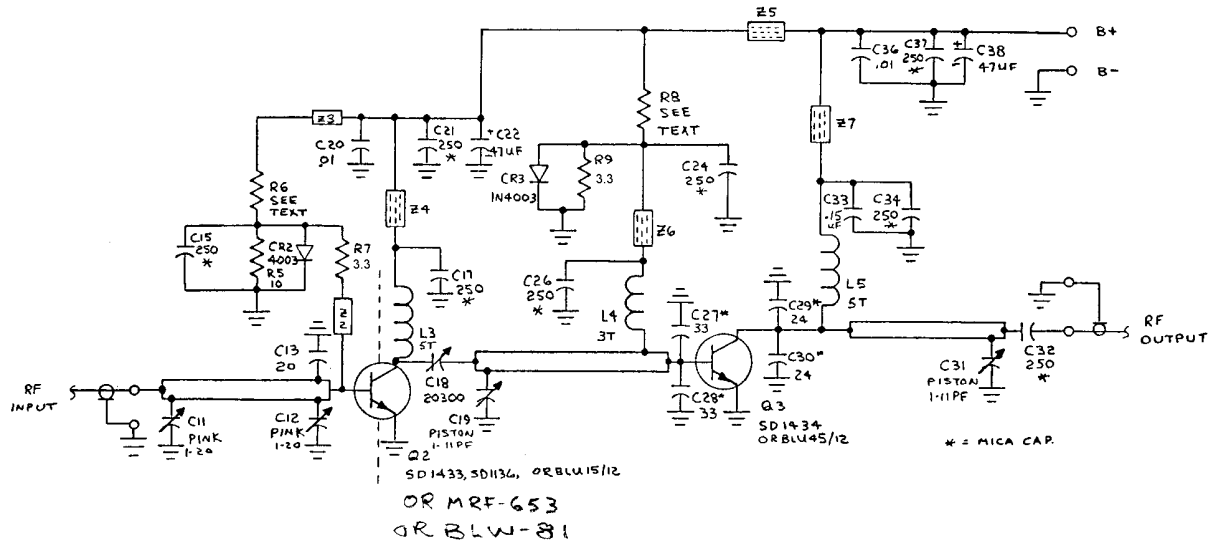 Z5
B+
C36
.01
C37
250
*
+
C38
47UF
B-
Z3
C20
.01
C21
250
*
+
C22
47UF
R8
SEE
TEXT
Z7
R6
SEE
TEXT
CR3
1N4003
R9
3.3
C24
250
*
Z4
Z6
C33
.15
UF
C34
250
*
C15
250
*
CR2
4003
R5
10
R7
3.3
C17
250
*
C26
250
*
L5
5T
Z
2
L3
5T
L4
3T
C27*
33
C29*
24
C13
20
C18
20300
C30*
24
C31
PISTON
1-11PF
C32
250
*
RF
OUTPUT
RF
INPUT
C11
PINK
1-20
C12
PINK
1-20
C19
PISTON
1-11PF
C28*
33
Q3
SD1434
OR BLU45/12
* = MICA CAP.
Q2
SD1433, SD1136, OR BLU15/12
OR MRF-653
OR BLW-81